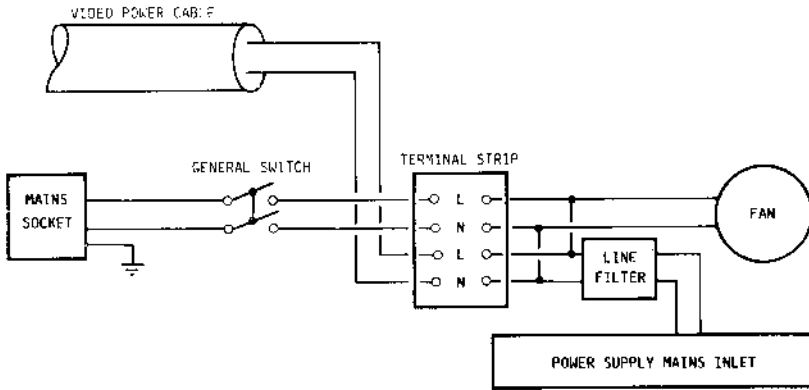 VIDEO POWER CABLE
GENERAL SWITCH
TERMINAL STRIP
MAINS
SOCKET
L
N
L
N
FAN
LINE
FILTER
POWER SUPPLY MAINS INLET